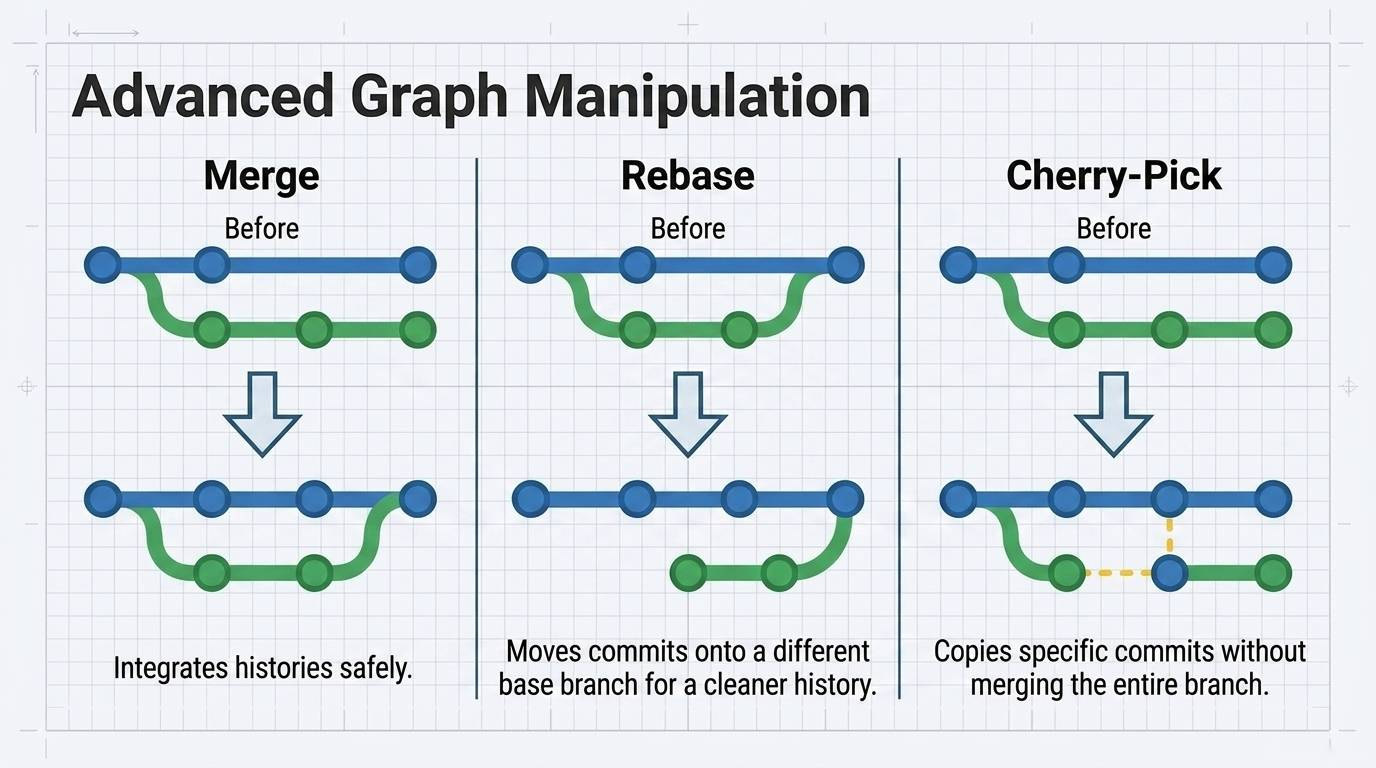 Advanced Graph Manipulation
Merge
Before
Integrates histories safely.
Rebase
Before
Moves commits onto a different
base branch for a cleaner history.
Cherry-Pick
Before
Copies specific commits without
merging the entire branch.